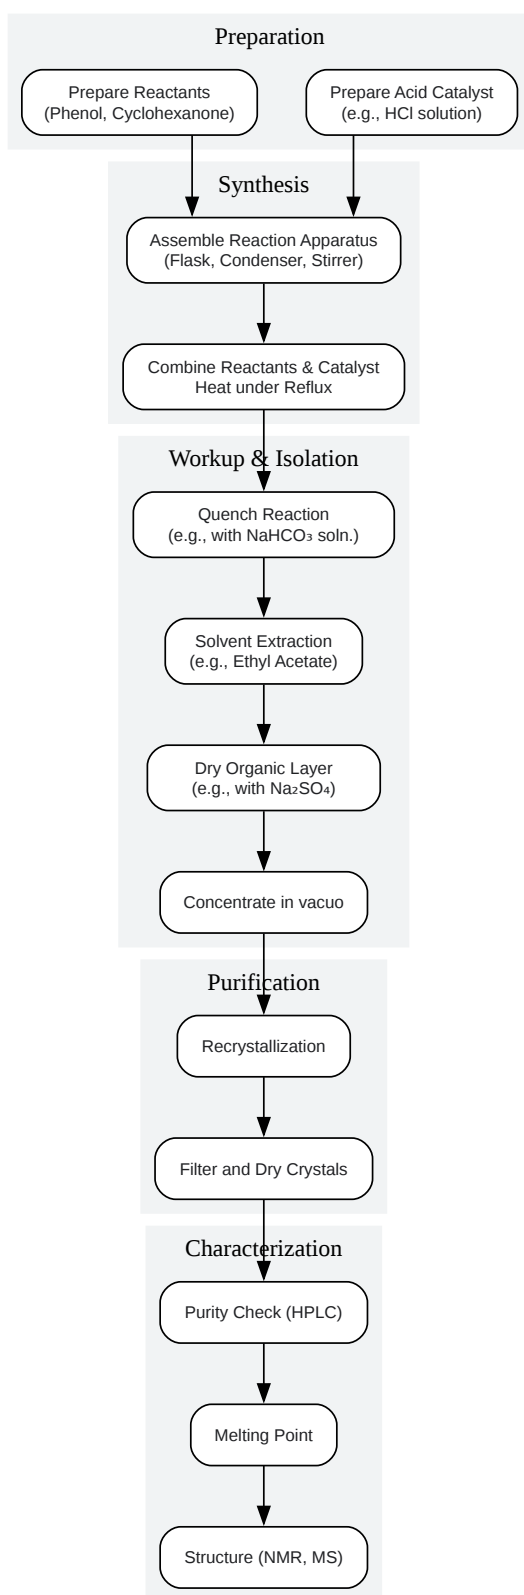 Preparation
Prepare Reactants
(Phenol, Cyclohexanone)
Prepare Acid Catalyst
(e.g., HCl solution)
Synthesis
Assemble Reaction Apparatus
(Flask, Condenser, Stirrer)
Combine Reactants & Catalyst
Heat under Reflux
Workup & Isolation
Quench Reaction
(e.g., with NaHCO₃ soln.)
Solvent Extraction
(e.g., Ethyl Acetate)
Dry Organic Layer
(e.g., with Na₂SO₄)
Concentrate in vacuo
Purification
Recrystallization
Filter and Dry Crystals
Characterization
Purity Check (HPLC)
Melting Point
Structure (NMR, MS)